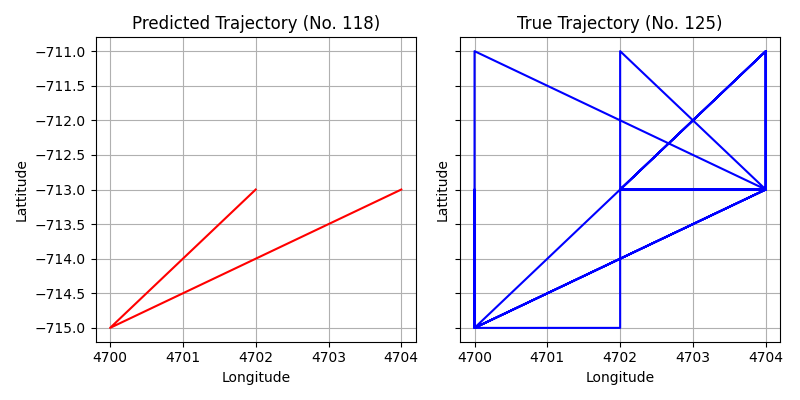 Predicted Trajectory (No. 118)
True Trajectory (No. 125)
−711.0
−711.5
−712.0
−712.5
−713.0
−713.5
−714.0
−714.5
−715.0
Lattitude
Lattitude
4700 4701 4702 4703 4704
4700 4701 4702 4703 4704
Longitude
Longitude